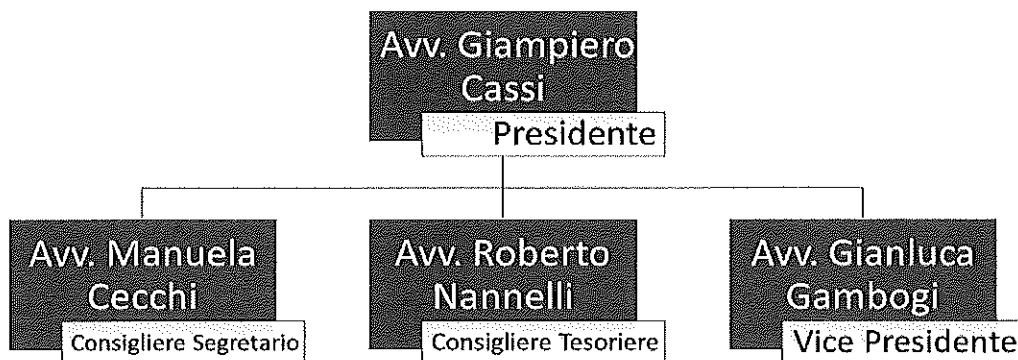 Avv. Giampiero
Cassi
Presidente
Avv. Manuela
Cecchi
Consigliere Segretario
Avv. Roberto
Nannelli
Consigliere Tesoriere
Avv. Gianluca
Gambogi
Vice Presidente